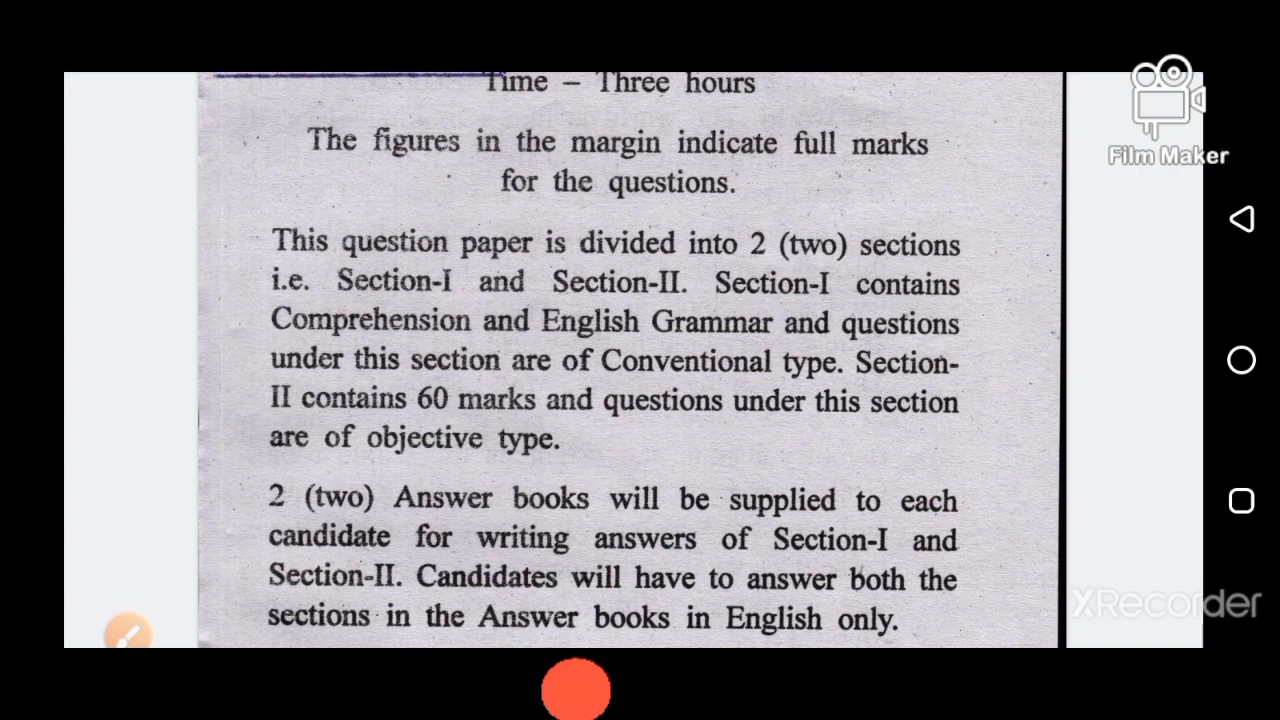 Time – Three hours
The figures in the margin indicate full marks
for the questions.
This question paper is divided into 2 (two) sections
i.e. Section-I and Section-II. Section-I contains
Comprehension and English Grammar and questions
under this section are of Conventional type. Section-
II contains 60 marks and questions under this section
are of objective type.
2 (two) Answer books will be supplied to each
candidate for writing answers of Section-I and
Section-II. Candidates will have to answer both the
sections in the Answer books in English only.
Film Maker
XRecorder